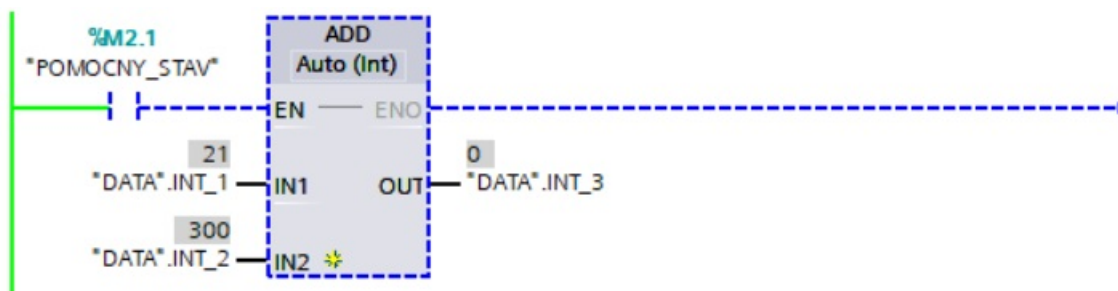 %M2.1
"POMOCNY_STAV"
ADD
Auto (Int)
EN
ENO
21
"DATA".INT_1
IN1
OUT
0
"DATA".INT_3
300
"DATA".INT_2
IN2